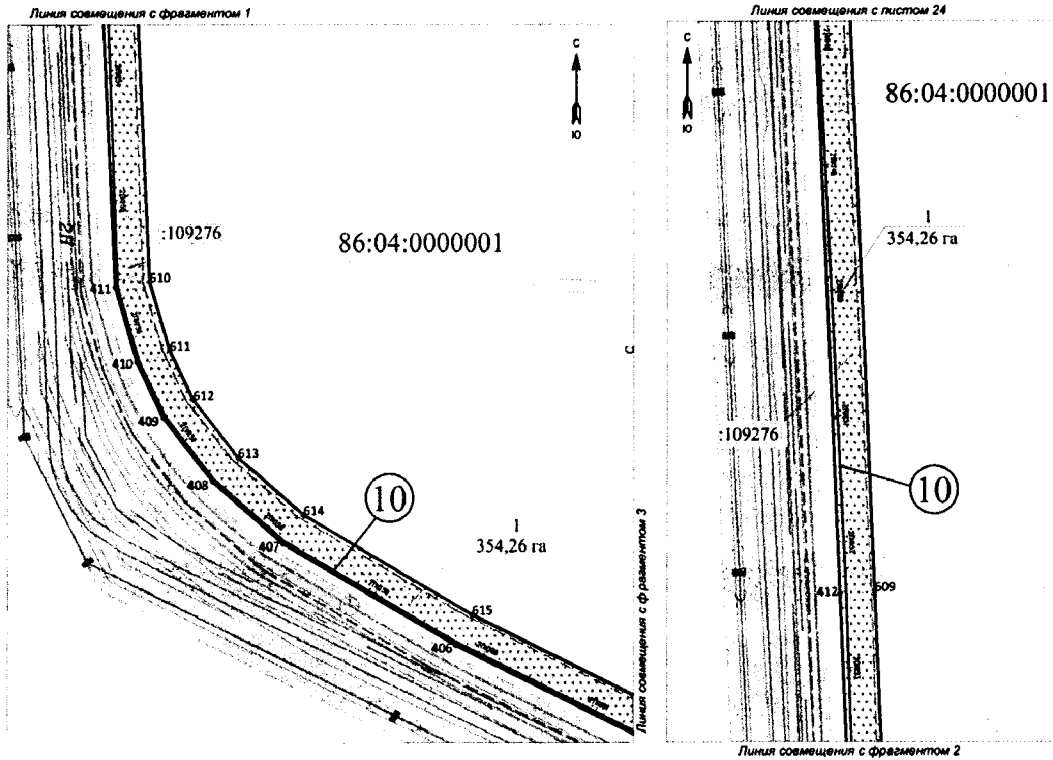 Линия совмещения с фрагментом 1
С
Ю
:109276
86:04:0000001
610
411
611
410
612
409
613
408
614
407
10
1
354,26 га
615
406
С
Линия совмещения с фрагментом 3
Линия совмещения с листом 24
С
Ю
86:04:0000001
1
354,26 га
:109276
10
412
609
Линия совмещения с фрагментом 2